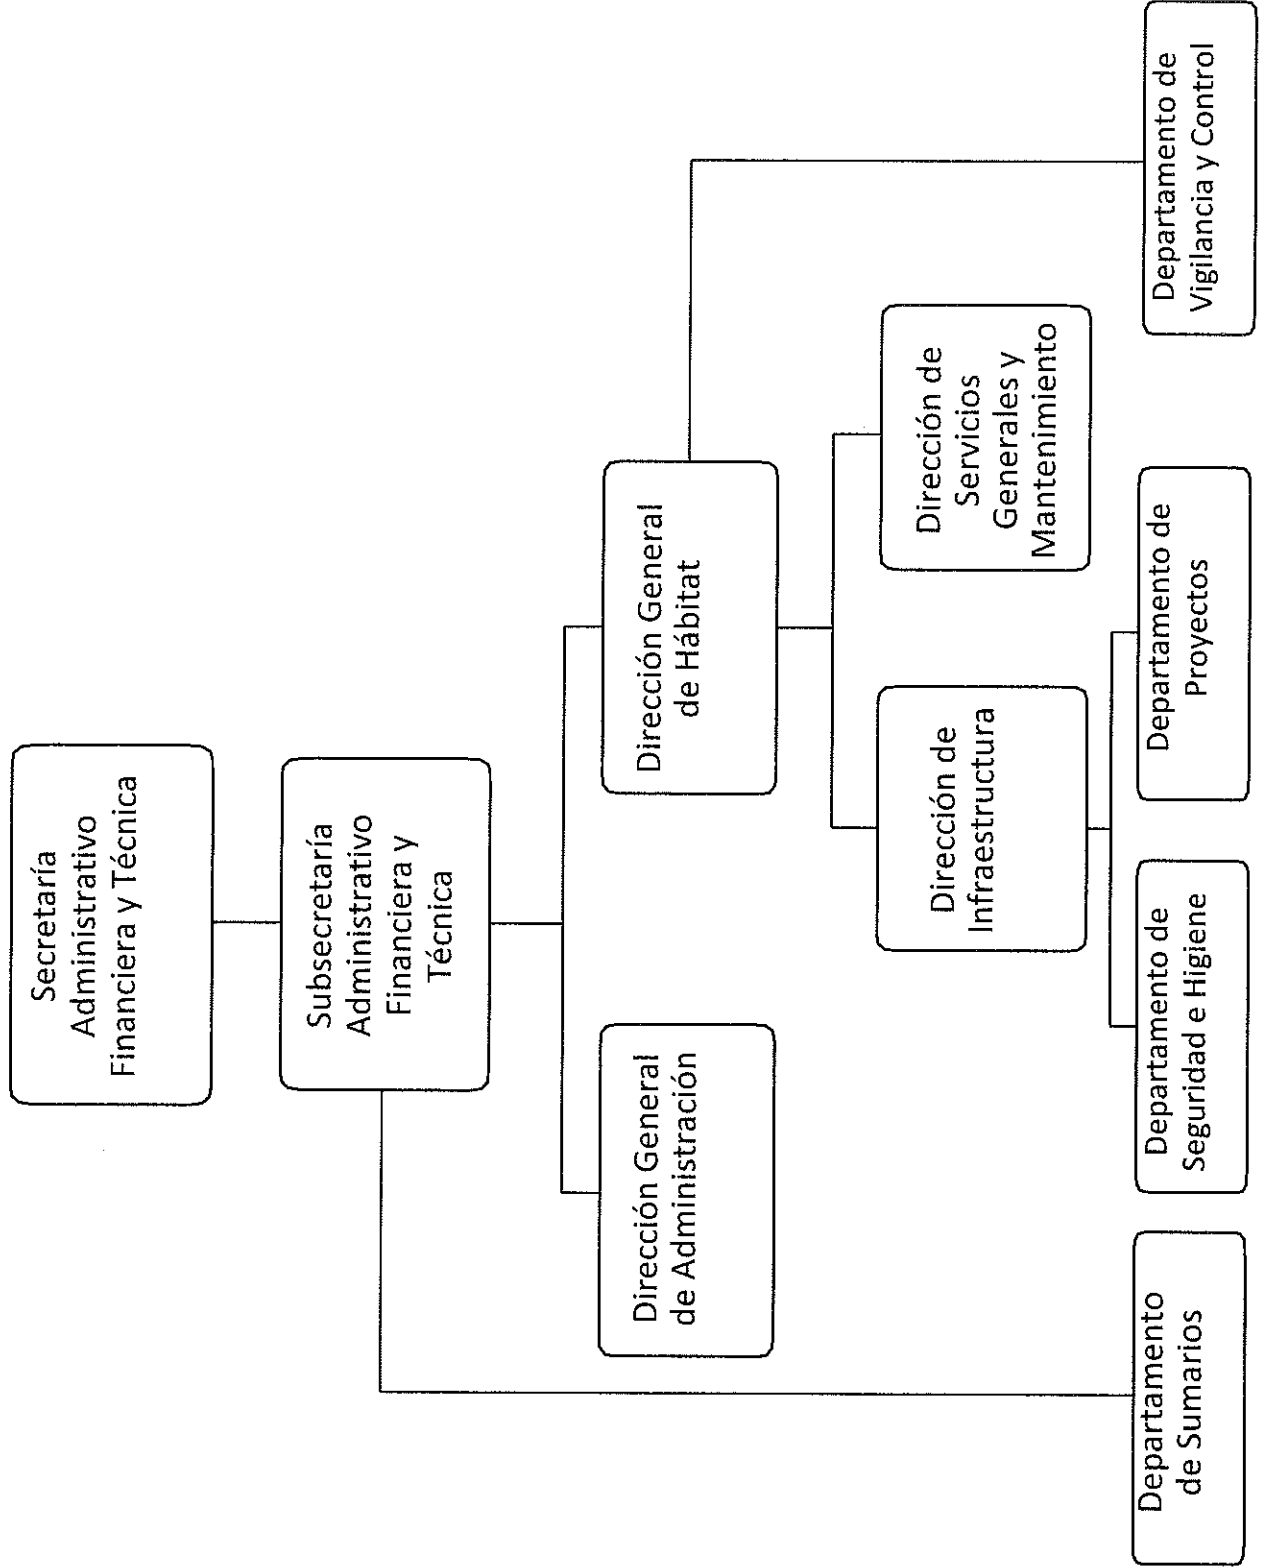 Secretaría
Administrativo
Financiera y Técnica
Subsecretaría
Administrativo
Financiera y
Técnica
Dirección General
de Administración
Dirección General
de Hábitat
Dirección de
Infraestructura
Dirección de
Servicios
Generales y
Mantenimiento
Departamento
de Sumarios
Departamento de
Seguridad e Higiene
Departamento de
Proyectos
Departamento de
Vigilancia y Control